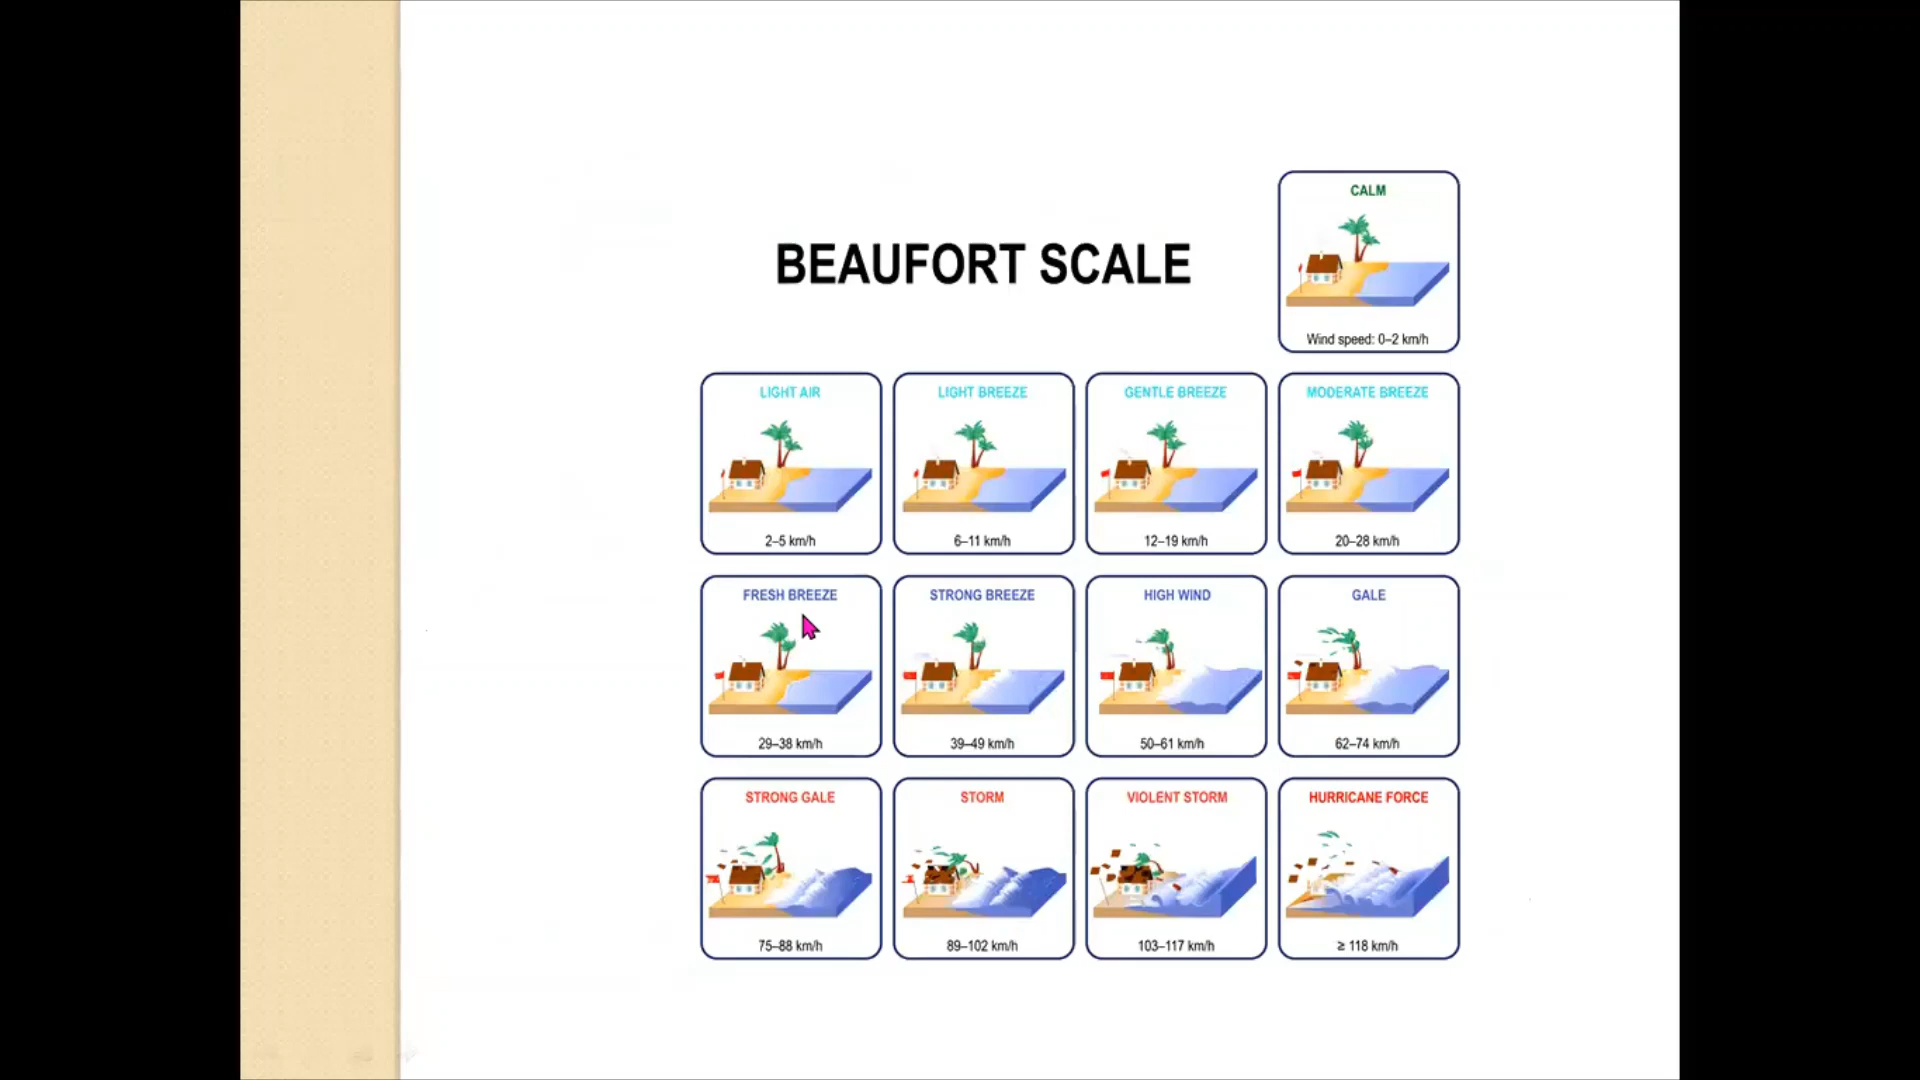 BEAUFORT SCALE
CALM
Wind speed: 0–2 km/h
LIGHT AIR
2–5 km/h
LIGHT BREEZE
6–11 km/h
GENTLE BREEZE
12–19 km/h
MODERATE BREEZE
20–28 km/h
FRESH BREEZE
29–38 km/h
STRONG BREEZE
39–49 km/h
HIGH WIND
50–61 km/h
GALE
62–74 km/h
STRONG GALE
75–88 km/h
STORM
89–102 km/h
VIOLENT STORM
103–117 km/h
HURRICANE FORCE
≥ 118 km/h